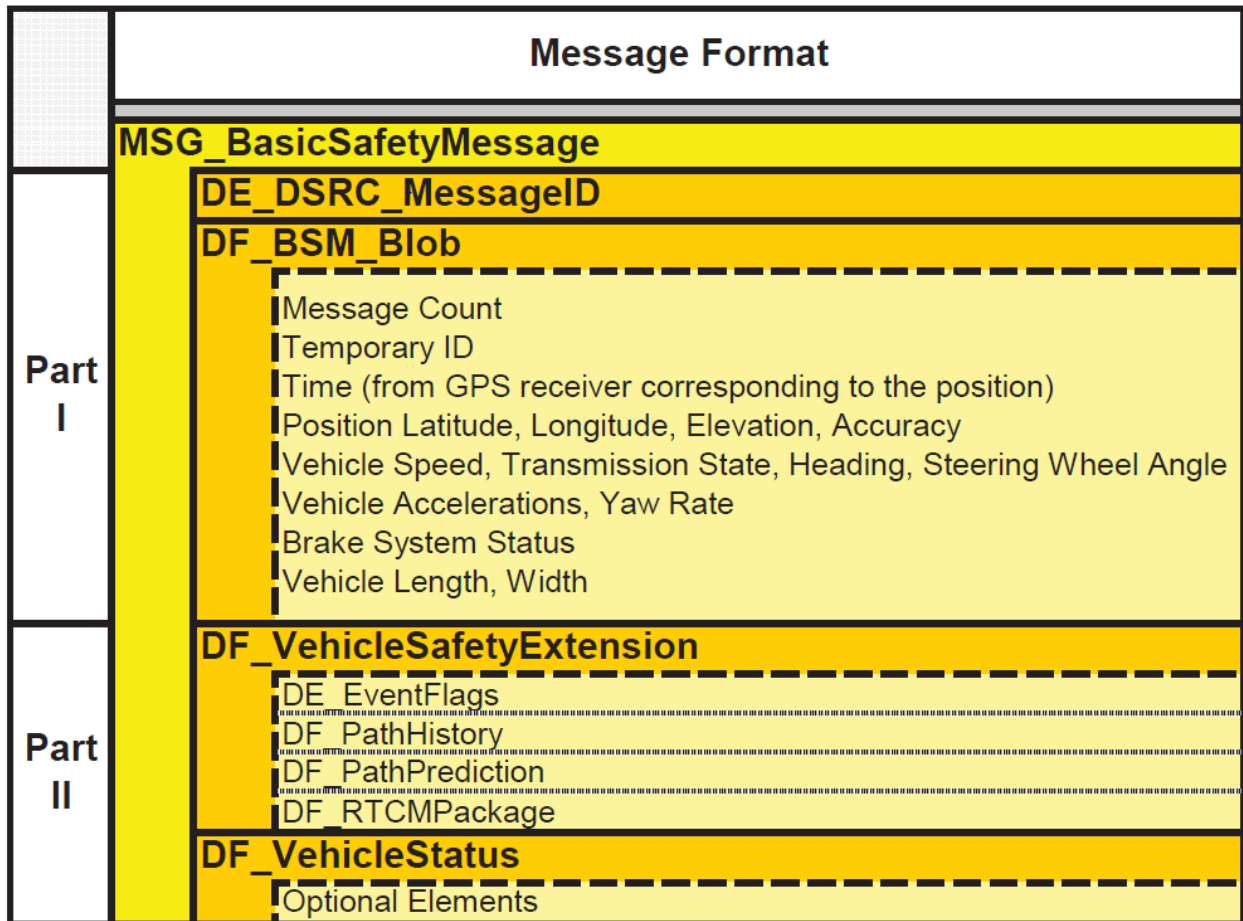 Message Format
MSG_BasicSafetyMessage
Part
I
DE_DSRC_MessageID
DF_BSM_Blob
Message Count
Temporary ID
Time (from GPS receiver corresponding to the position)
Position Latitude, Longitude, Elevation, Accuracy
Vehicle Speed, Transmission State, Heading, Steering Wheel Angle
Vehicle Accelerations, Yaw Rate
Brake System Status
Vehicle Length, Width
Part
II
DF_VehicleSafetyExtension
DE_EventFlags
DF_PathHistory
DF_PathPrediction
DF_RTCMPackage
DF_VehicleStatus
Optional Elements